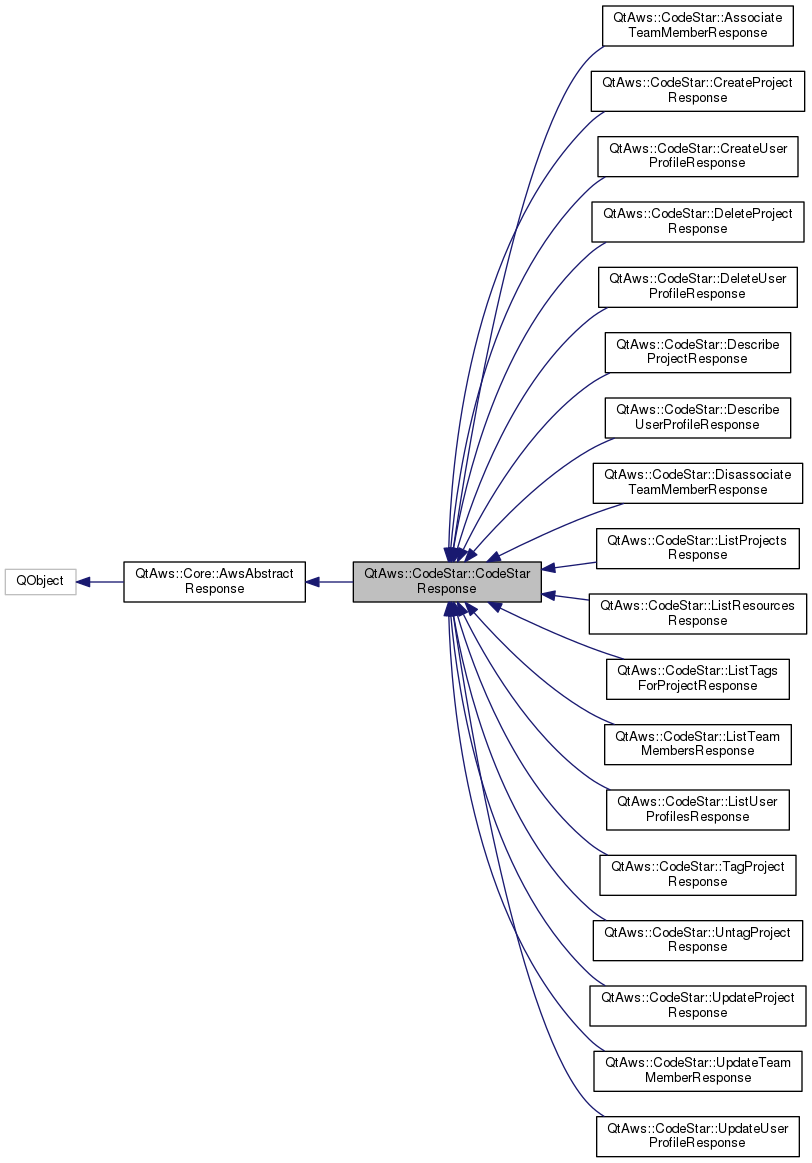 QtAws::CodeStar::Associate
TeamMemberResponse
QtAws::CodeStar::CreateProject
Response
QtAws::CodeStar::CreateUser
ProfileResponse
QtAws::CodeStar::DeleteProject
Response
QtAws::CodeStar::DeleteUser
ProfileResponse
QtAws::CodeStar::Describe
ProjectResponse
QtAws::CodeStar::Describe
UserProfileResponse
QtAws::CodeStar::Disassociate
TeamMemberResponse
QtAws::CodeStar::ListProjects
Response
QObject
QtAws::Core::AwsAbstract
Response
QtAws::CodeStar::CodeStar
Response
QtAws::CodeStar::ListResources
Response
QtAws::CodeStar::ListTags
ForProjectResponse
QtAws::CodeStar::ListTeam
MembersResponse
QtAws::CodeStar::ListUser
ProfilesResponse
QtAws::CodeStar::TagProject
Response
QtAws::CodeStar::UntagProject
Response
QtAws::CodeStar::UpdateProject
Response
QtAws::CodeStar::UpdateTeam
MemberResponse
QtAws::CodeStar::UpdateUser
ProfileResponse